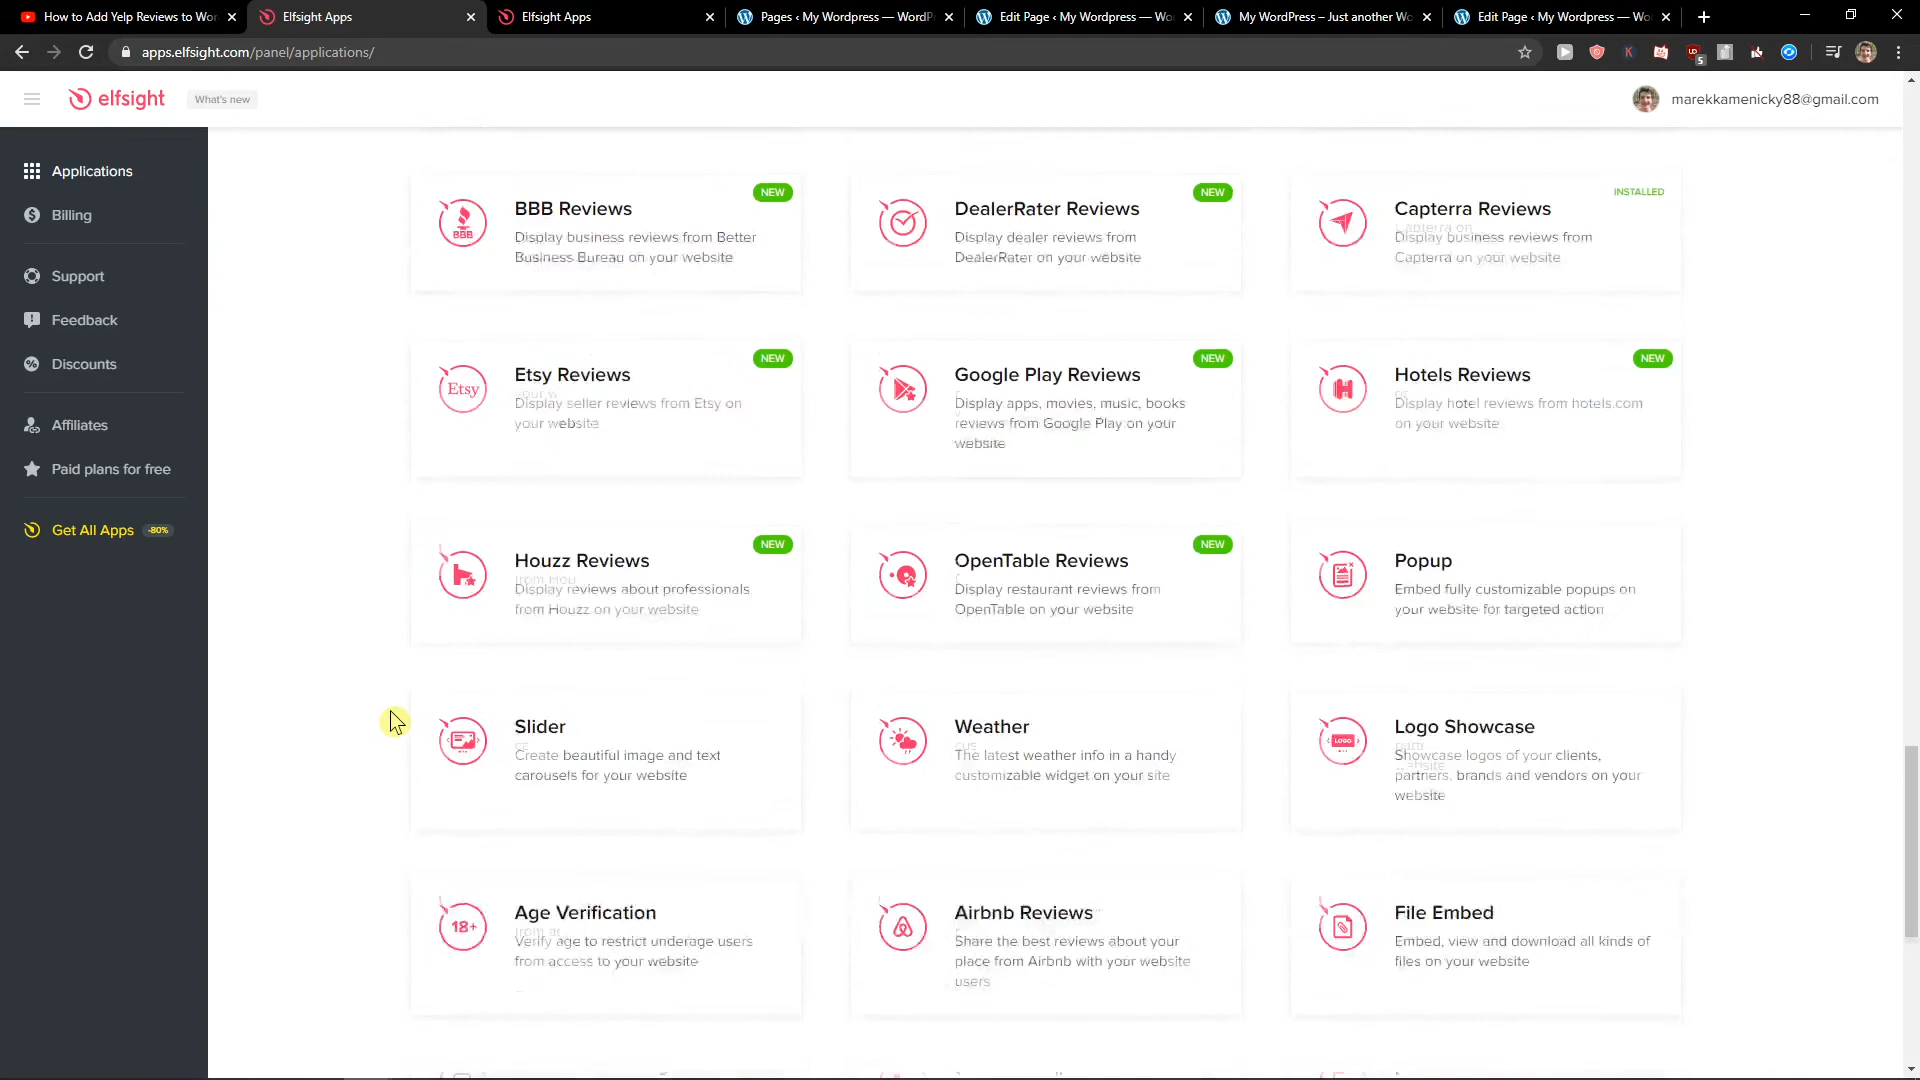 How to Add Yelp Reviews to Wor
Elfsight Apps
Elfsight Apps
Pages ‹ My Wordpress — WordP
Edit Page ‹ My Wordpress — Wo
My WordPress – Just another Wo
Edit Page ‹ My Wordpress — Wo
apps.elfsight.com/panel/applications/
5
elfsight
What's new
marekkamenicky88@gmail.com
Applications
Billing
Support
Feedback
Discounts
Affiliates
Paid plans for free
Get All Apps -80%
NEW
BBB
BBB Reviews
Display business reviews from Better
Business Bureau on your website
NEW
DealerRater Reviews
Display dealer reviews from
DealerRater on your website
INSTALLED
Capterra Reviews
Display business reviews from
Capterra on your website
NEW
Etsy
Etsy Reviews
Display seller reviews from Etsy on
your website
NEW
Google Play Reviews
Display apps, movies, music, books
reviews from Google Play on your
website
NEW
Hotels Reviews
Display hotel reviews from hotels.com
on your website
NEW
Houzz Reviews
Display reviews about professionals
from Houzz on your website
NEW
OpenTable Reviews
Display restaurant reviews from
OpenTable on your website
Popup
Embed fully customizable popups on
your website for targeted action
Slider
Create beautiful image and text
carousels for your website
Weather
The latest weather info in a handy
customizable widget on your site
LOGO
Logo Showcase
Showcase logos of your clients,
partners, brands and vendors on your
website
18+
Age Verification
Verify age to restrict underage users
from access to your website
Airbnb Reviews
Share the best reviews about your
place from Airbnb with your website
users
File Embed
Embed, view and download all kinds of
files on your website